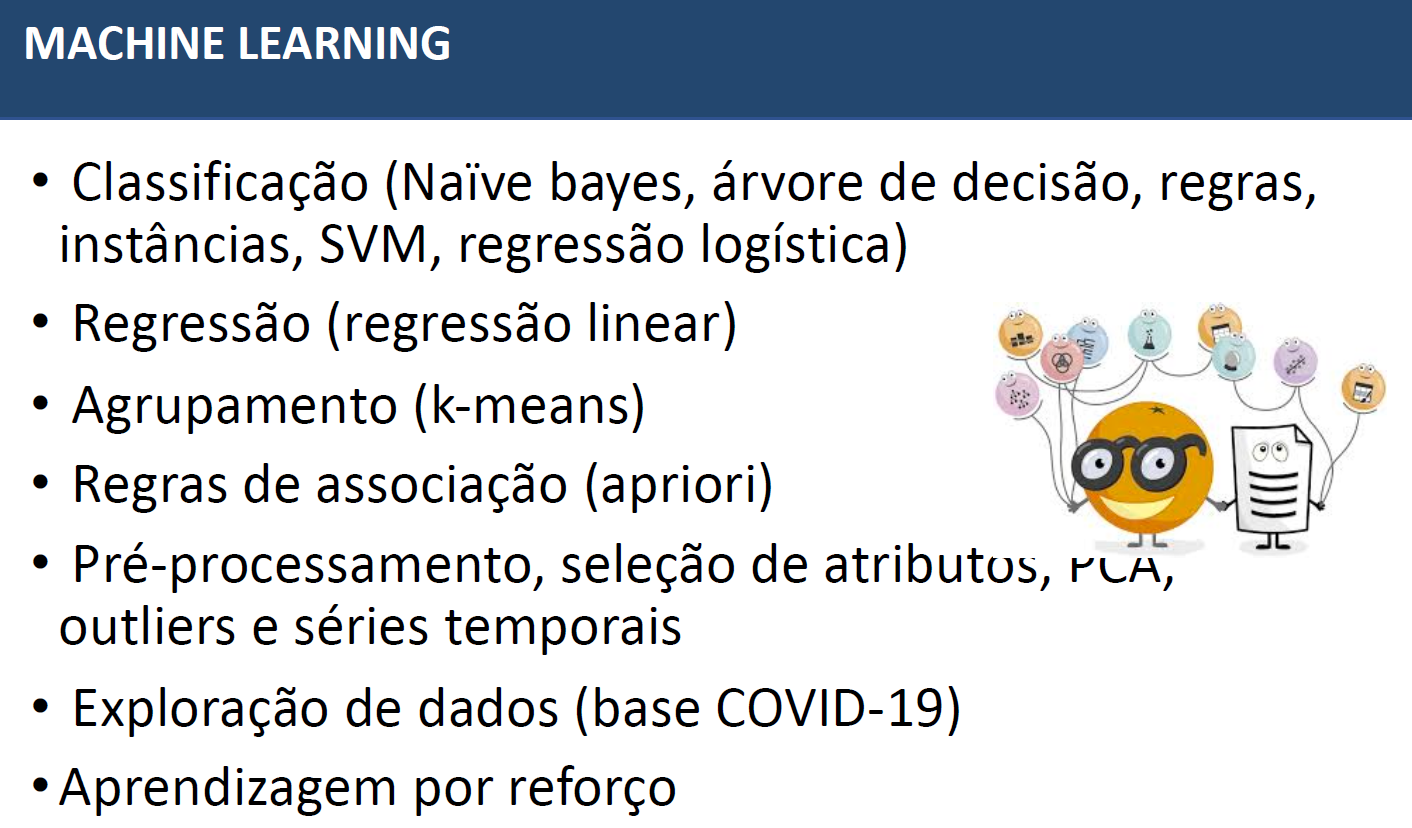 MACHINE LEARNING
• Classificação (Naïve bayes, árvore de decisão, regras,
instâncias, SVM, regressão logística)
• Regressão (regressão linear)
• Agrupamento (k-means)
• Regras de associação (apriori)
• Pré-processamento, seleção de atributos, PCA,
outliers e séries temporais
• Exploração de dados (base COVID-19)
• Aprendizagem por reforço